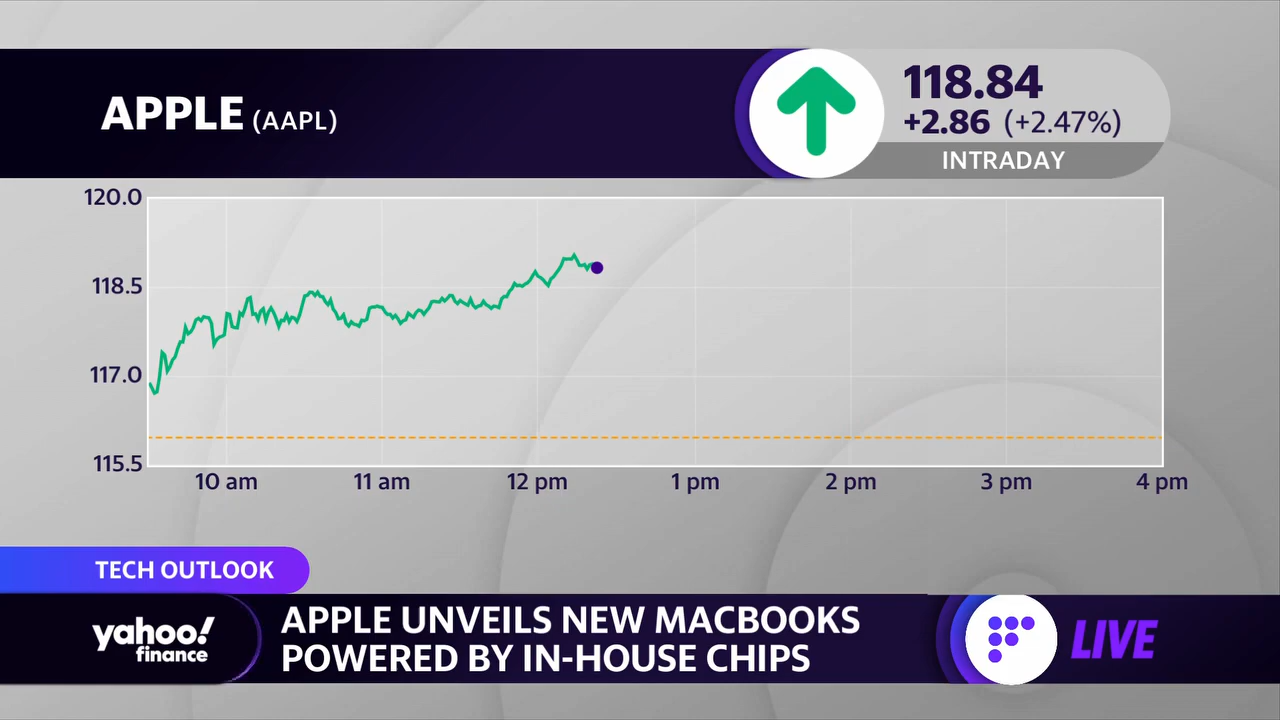 APPLE (AAPL)
118.84
+2.86 (+2.47%)
INTRADAY
120.0
118.5
117.0
115.5
10 am 11 am 12 pm 1 pm 2 pm 3 pm 4 pm
TECH OUTLOOK
yahoo!
finance
APPLE UNVEILS NEW MACBOOKS
POWERED BY IN-HOUSE CHIPS
LIVE